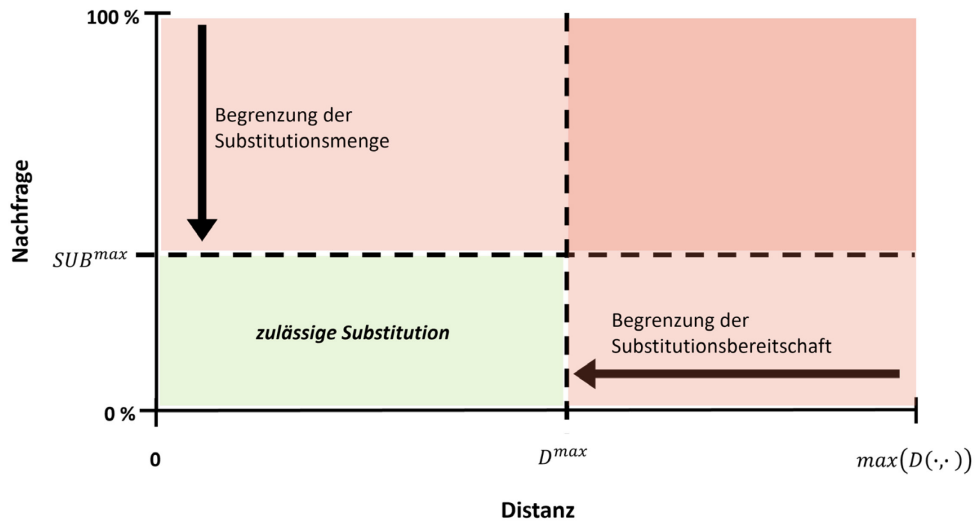 100 %
Begrenzung der
Substitutionsmenge
Nachfrage
SUB^max
zulässige Substitution
Begrenzung der
Substitutionsbereitschaft
0 %
0
D^max
max(D(·,·))
Distanz